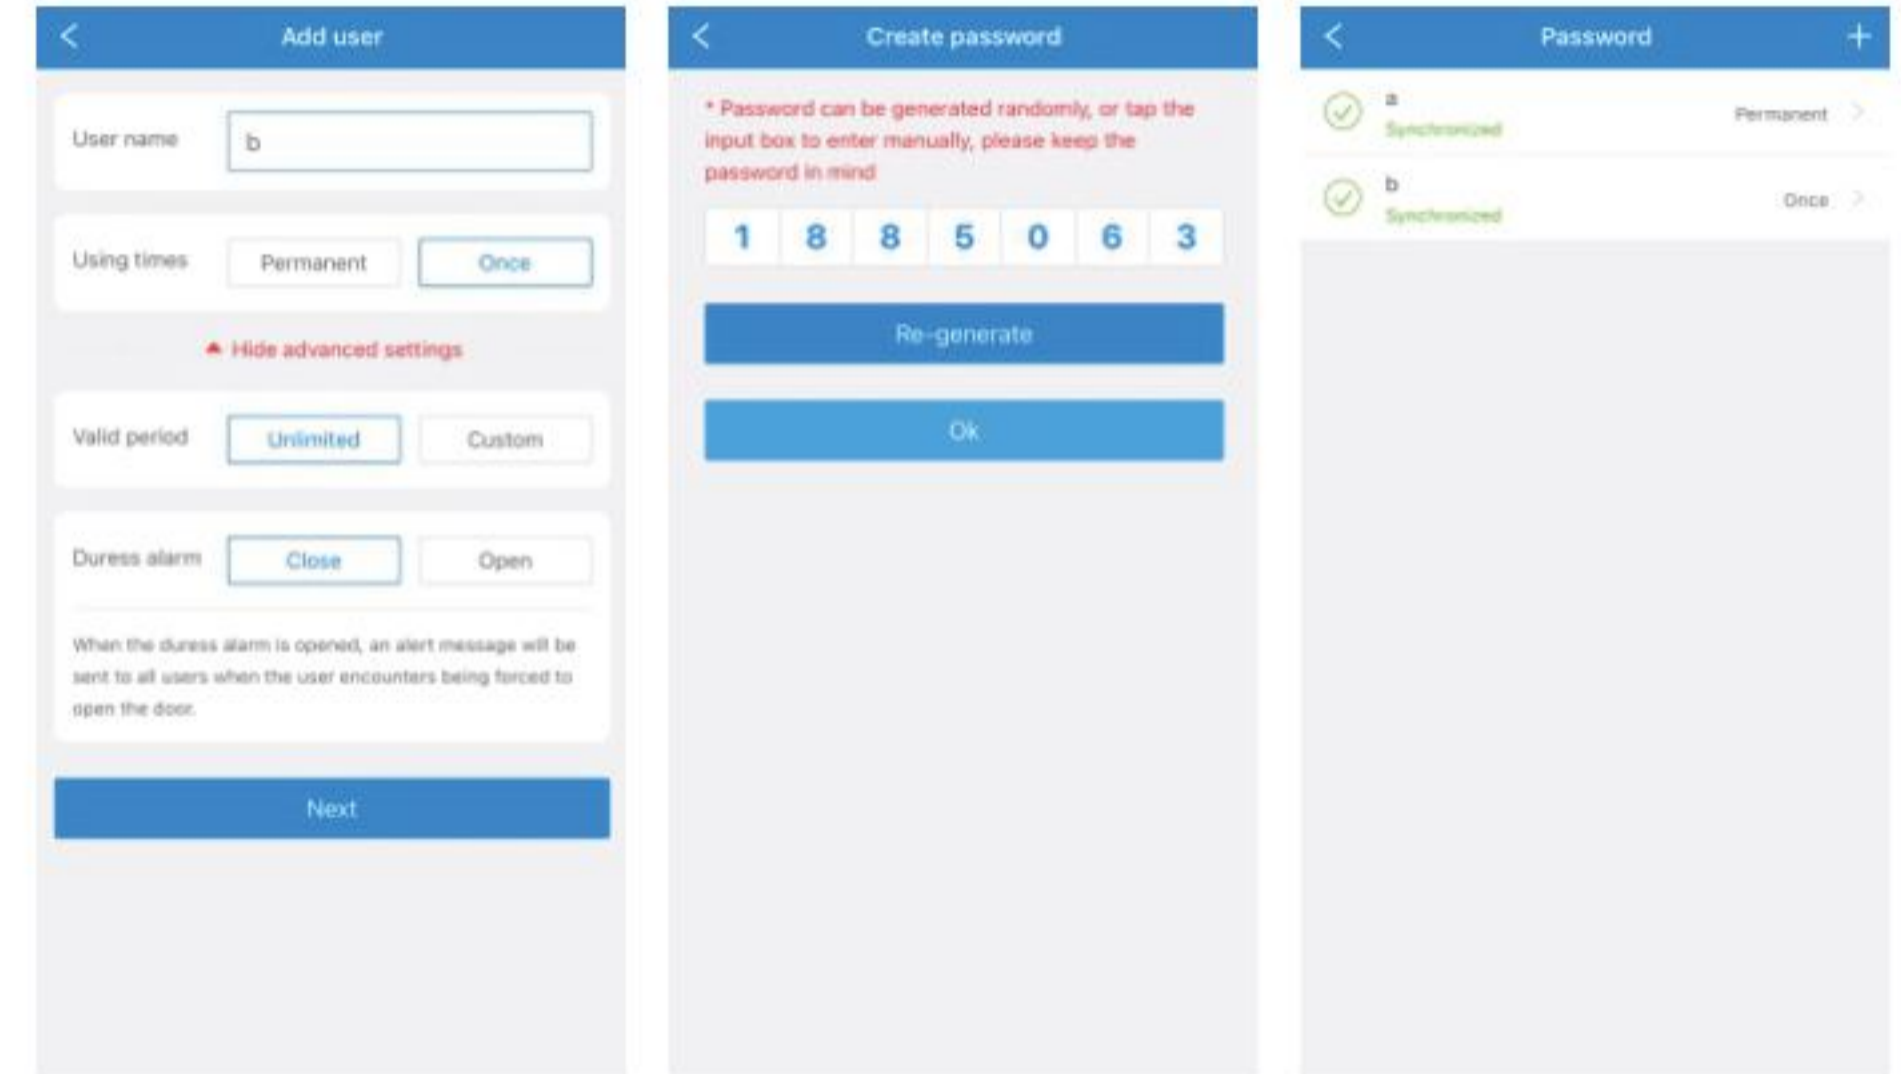 Add user
User name
b
Using times
Permanent
Once
Hide advanced settings
Valid period
Unlimited
Custom
Duress alarm
Close
Open
When the duress alarm is opened, an alert message will be
sent to all users when the user encounters being forced to
open the door.
Next
Create password
* Password can be generated randomly, or tap the
input box to enter manually, please keep the
password in mind
1 8 8 5 0 6 3
Re-generate
Ok
Password
a
Synchronized
Permanent
b
Synchronized
Once